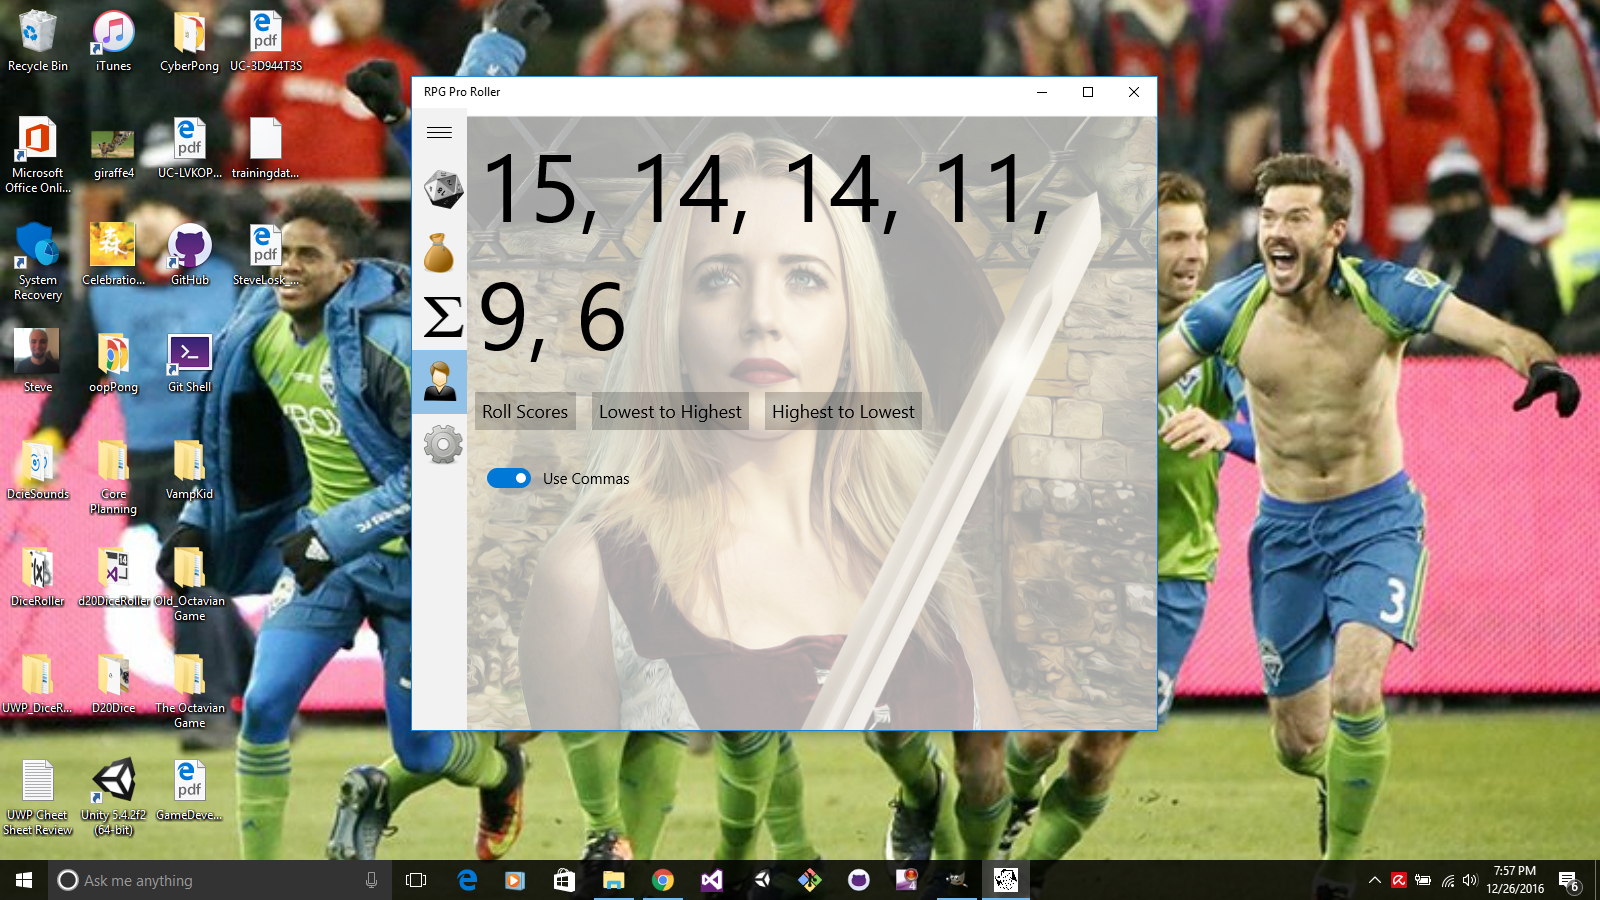 Recycle Bin
iTunes
CyberPong
UC-3D944T3S
Microsoft
Office Onli...
giraffe4
UC-LVKOP...
trainingdat...
System
Recovery
Celebratio...
GitHub
SteveLosk_...
Steve
oopPong
Git Shell
DcieSounds
Core
Planning
VampKid
DiceRoller
d20DiceRoller
Old_Octavian
Game
UWP_DiceR...
D20Dice
The Octavian
Game
UWP Cheet
Sheet Review
Unity 5.4.2f2
(64-bit)
GameDeve...
RPG Pro Roller
15, 14, 14, 11,
9, 6
Roll Scores
Lowest to Highest
Highest to Lowest
Use Commas
3
Ask me anything
7:57 PM
12/26/2016
6